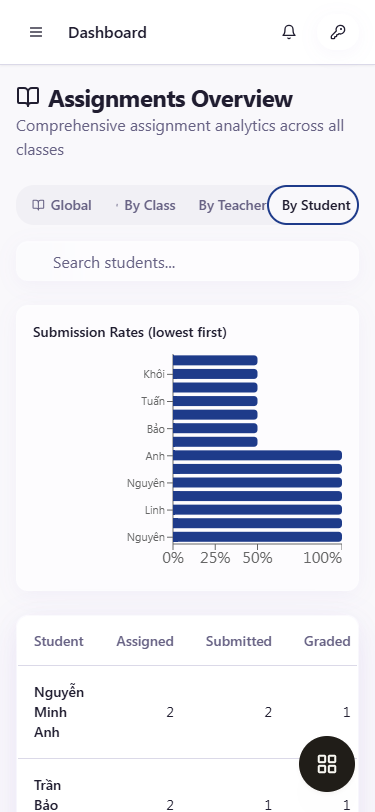 Dashboard
Assignments Overview
Comprehensive assignment analytics across all
classes
Global
By Class
By Teacher
By Student
Search students...
Submission Rates (lowest first)
Khôi
Tuấn
Bảo
Anh
Nguyên
Linh
Nguyên
0% 25% 50% 100%
Student Assigned Submitted Graded
Nguyễn
Minh
Anh
2 2 1
Trần
Bảo
2 1 1